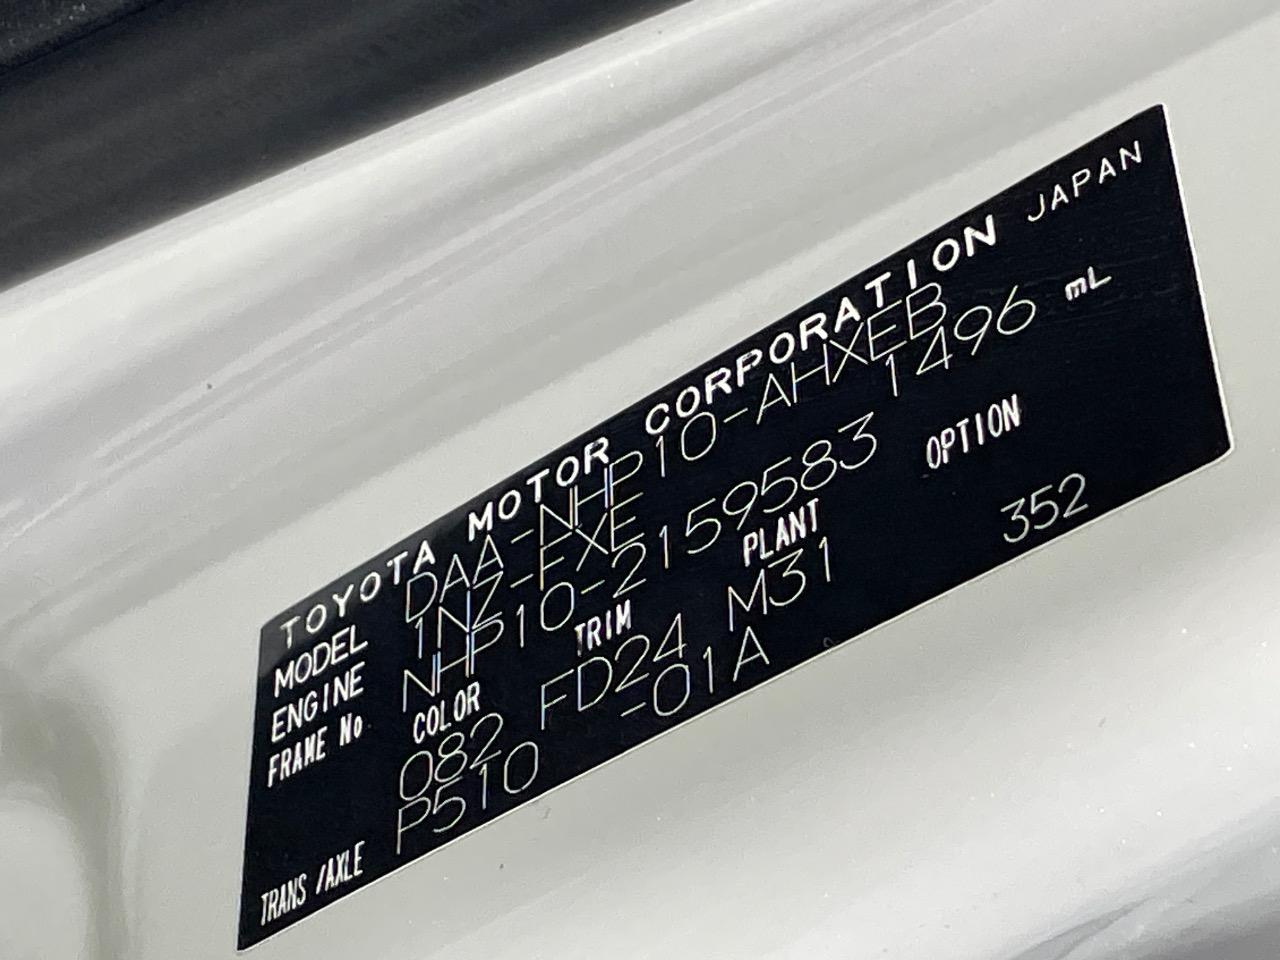 TOYOTA MOTOR CORPORATION JAPAN
MODEL DAA-NHP10-AHXEB
ENGINE 1NZ-FXE 1496 mL
FRAME No. NHP10-2159583
COLOR TRIM PLANT OPTION
082 FD24 M31 352
TRANS/AXLE P510 -01A